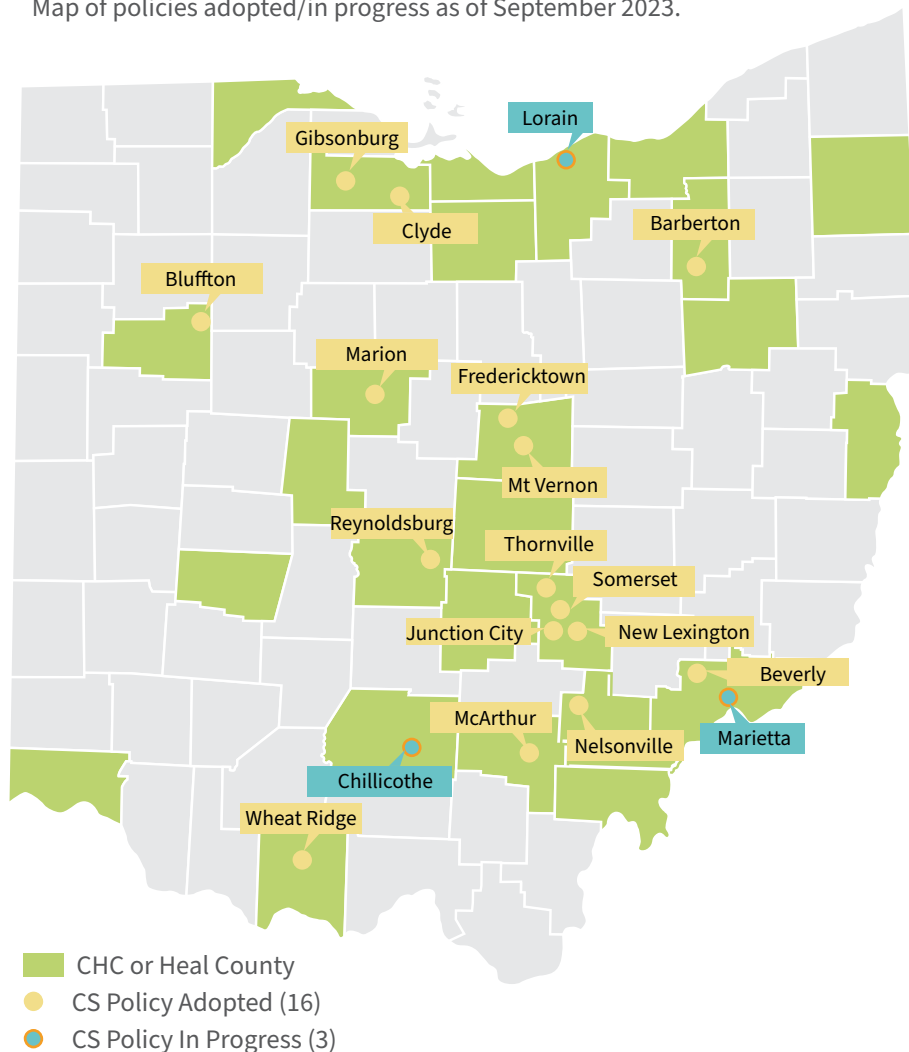 Map of policies adopted/in progress as of September 2023.
Lorain
Gibsonburg
Clyde
Barberton
Bluffton
Marion
Fredericktown
Mt Vernon
Reynoldsburg
Thornville
Somerset
Junction City
New Lexington
Beverly
McArthur
Nelsonville
Marietta
Chillicothe
Wheat Ridge
CHC or Heal County
CS Policy Adopted (16)
CS Policy In Progress (3)